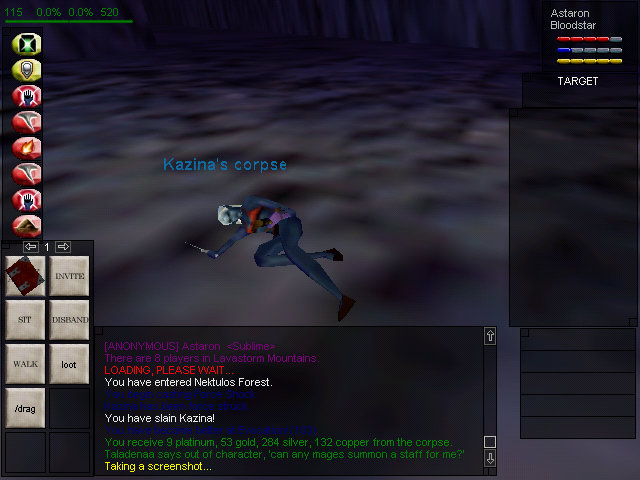 115 0.0% 0.0% 520
Astaron
Bloodstar
TARGET
Kazina's corpse
1
INVITE
SIT
DISBAND
WALK
loot
/drag
[ANONYMOUS] Astaron <Sublime>
There are 8 players in Lavastorm Mountains.
LOADING, PLEASE WAIT...
You have entered Nektulos Forest.
You have slain Kazina!
You receive 9 platinum, 53 gold, 284 silver, 132 copper from the corpse.
Taladenaa says out of character, 'can any mages summon a staff for me?'
Taking a screenshot...